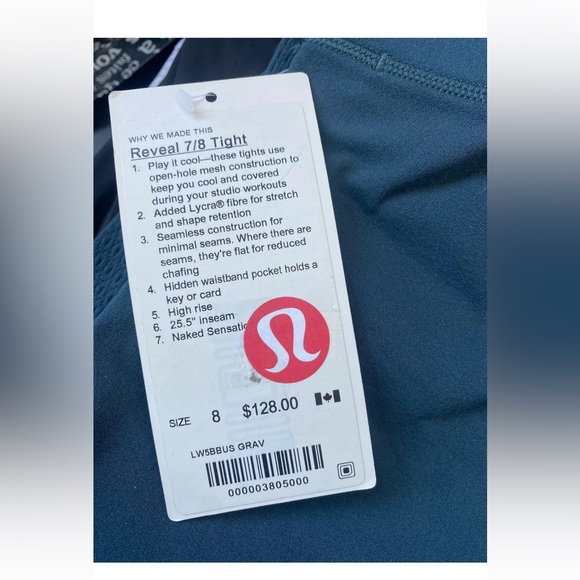 WHY WE MADE THIS
Reveal 7/8 Tight
1. Play it cool—these tights use
open-hole mesh construction to
keep you cool and covered
during your studio workouts
2. Added Lycra® fibre for stretch
and shape retention
3. Seamless construction for
minimal seams. Where there are
seams, they're flat for reduced
chafing
4. Hidden waistband pocket holds a
key or card
5. High rise
6. 25.5" inseam
7. Naked
SIZE 8 $128.00
LW5BBUS GRAV
000003805000